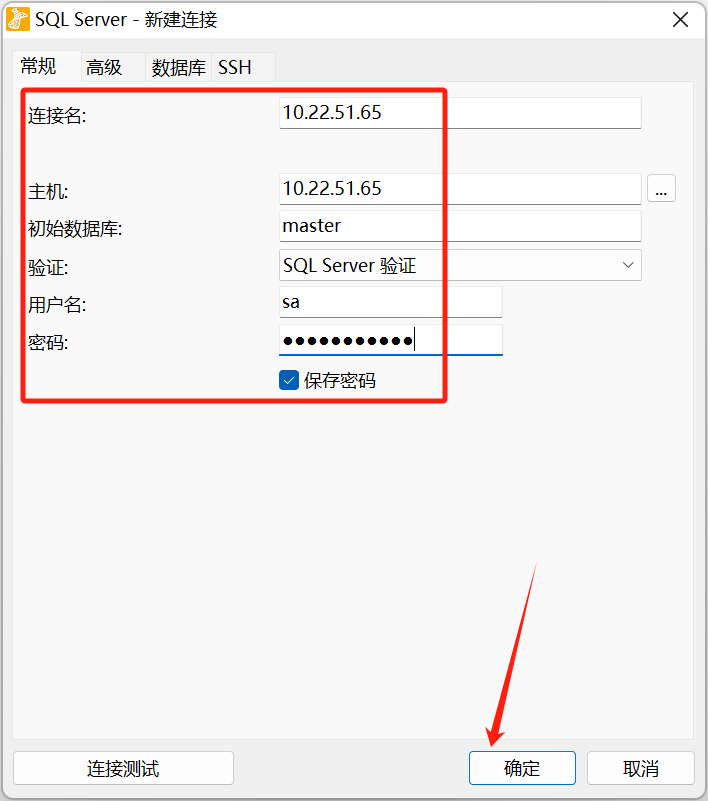 SQL Server - 新建连接
常规 高级 数据库 SSH
连接名: 10.22.51.65
主机: 10.22.51.65 ...
初始数据库: master
验证: SQL Server 验证
用户名: sa
密码: ●●●●●●●●●●●
保存密码
连接测试 确定 取消